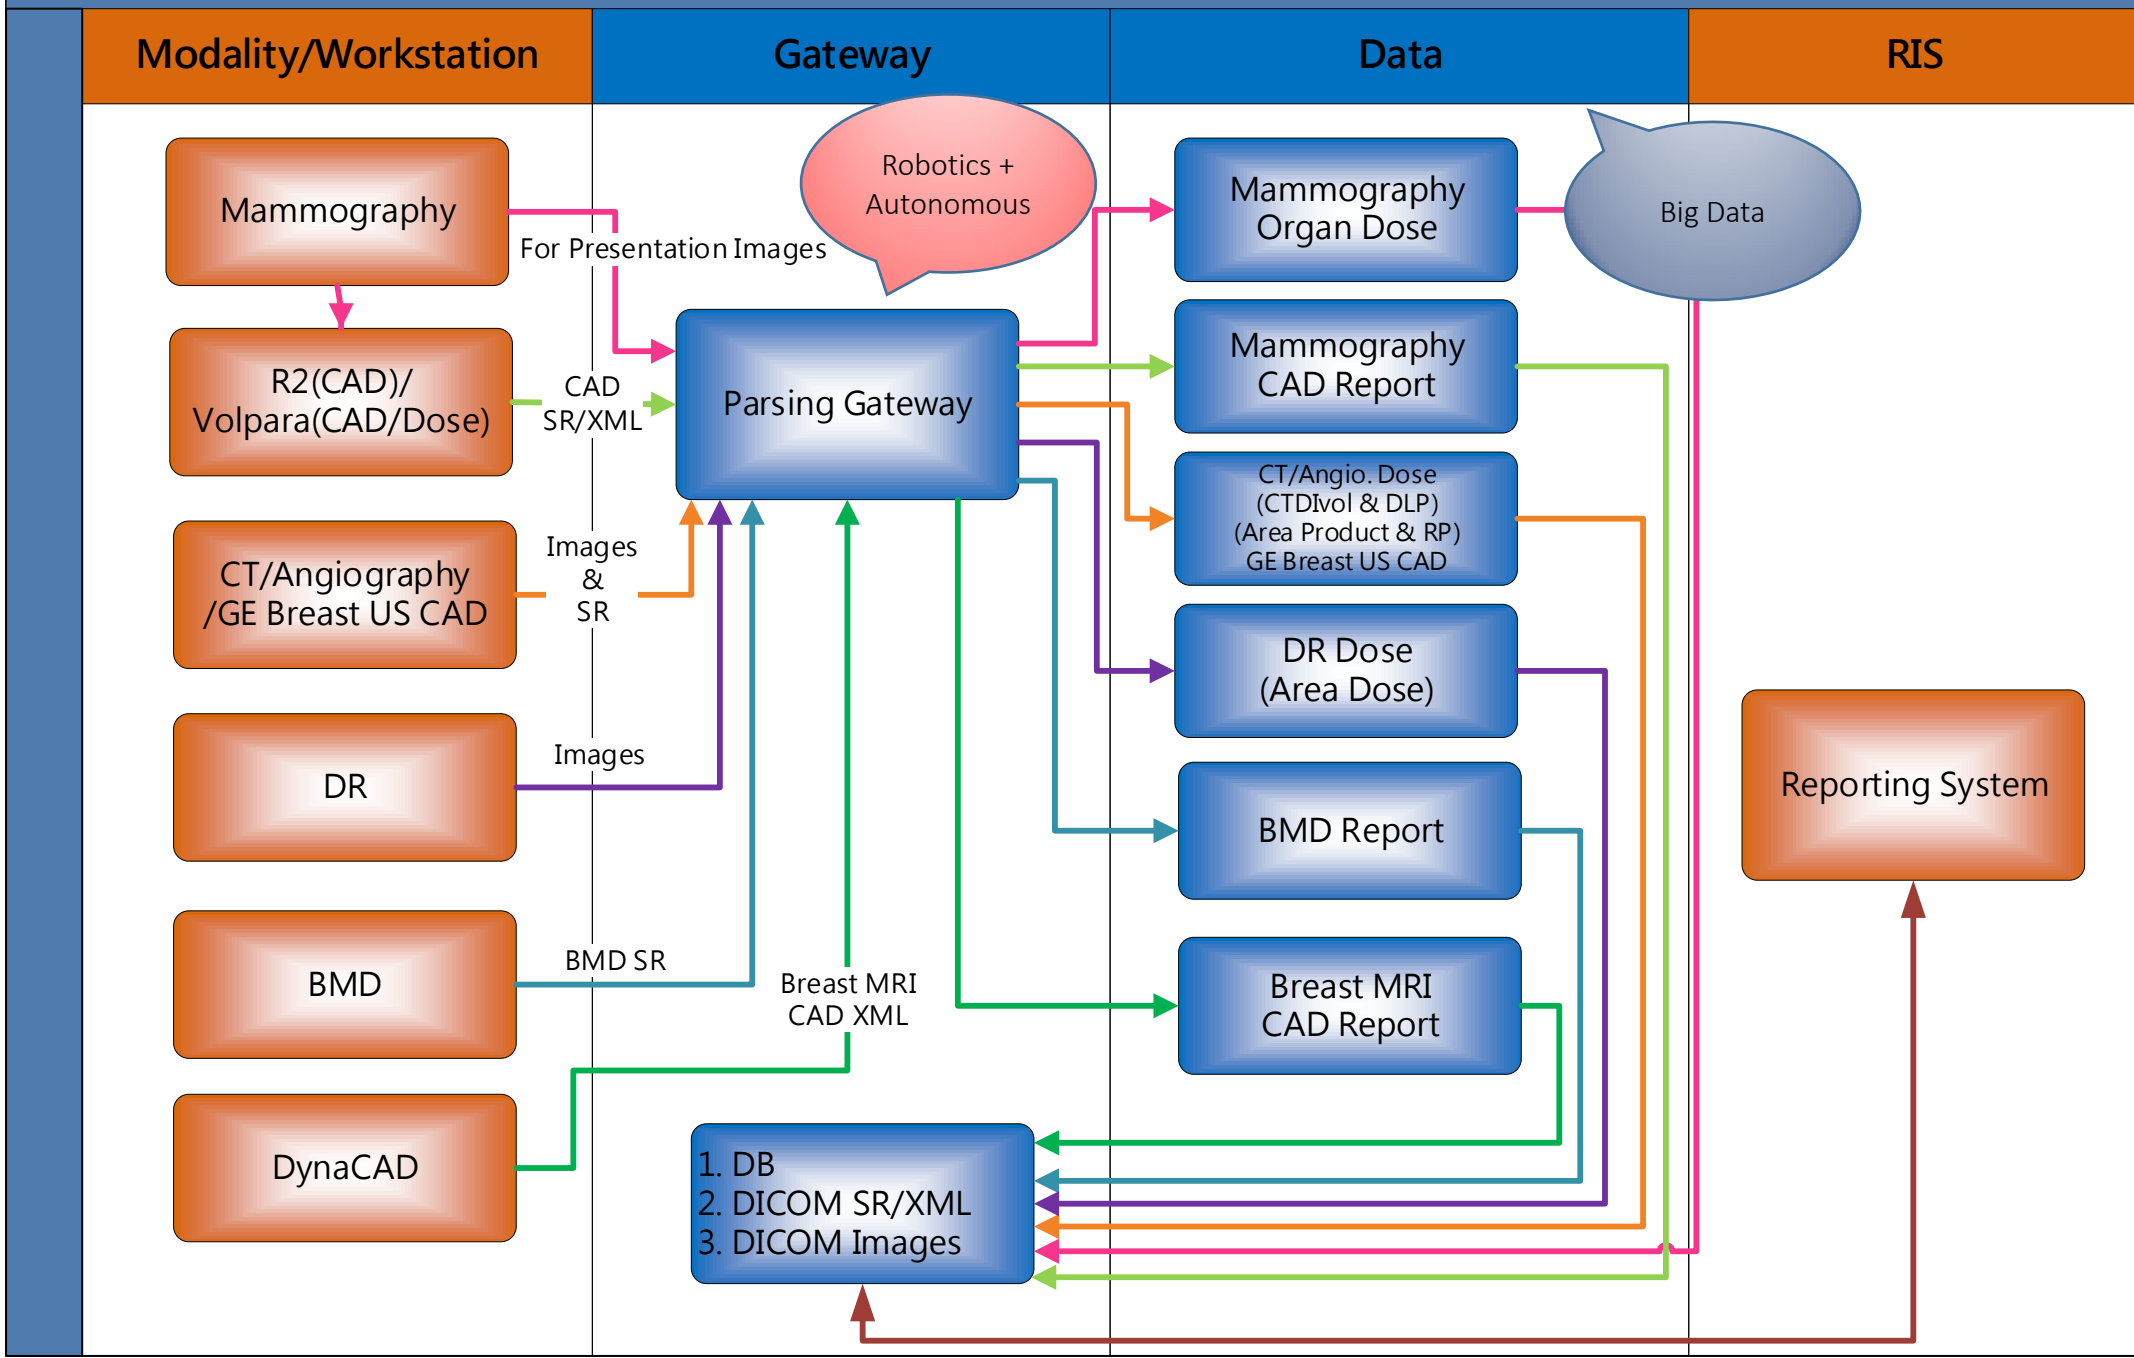 Modality/Workstation
Gateway
Data
RIS
Mammography
For Presentation Images
R2(CAD)/
Volpara(CAD/Dose)
CAD
SR/XML
CT/Angiography
/GE Breast US CAD
Images
&
SR
DR
Images
BMD
BMD SR
DynaCAD
Breast MRI
CAD XML
Robotics +
Autonomous
Parsing Gateway
1. DB
2. DICOM SR/XML
3. DICOM Images
Mammography
Organ Dose
Mammography
CAD Report
CT/Angio. Dose
(CTDIvol & DLP)
(Area Product & RP)
GE Breast US CAD
DR Dose
(Area Dose)
BMD Report
Breast MRI
CAD Report
Big Data
Reporting System